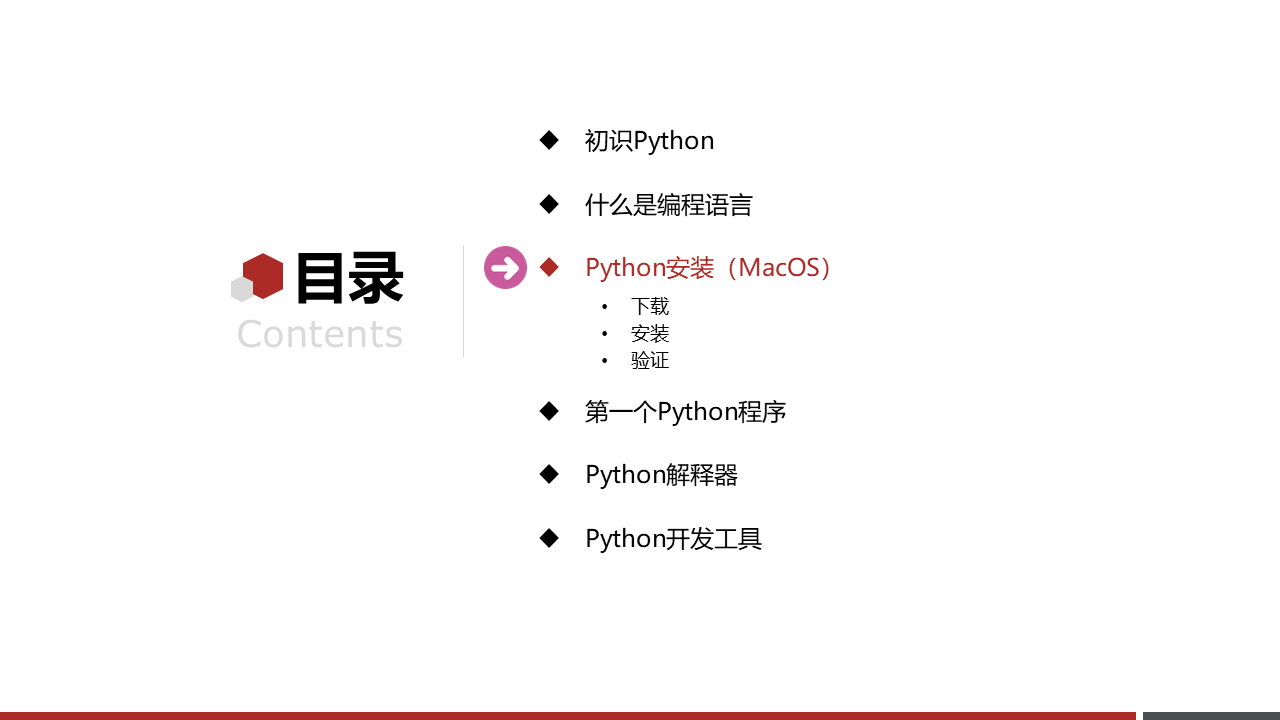 目录
Contents
初识Python
什么是编程语言
Python安装（MacOS）
下载
安装
验证
第一个Python程序
Python解释器
Python开发工具